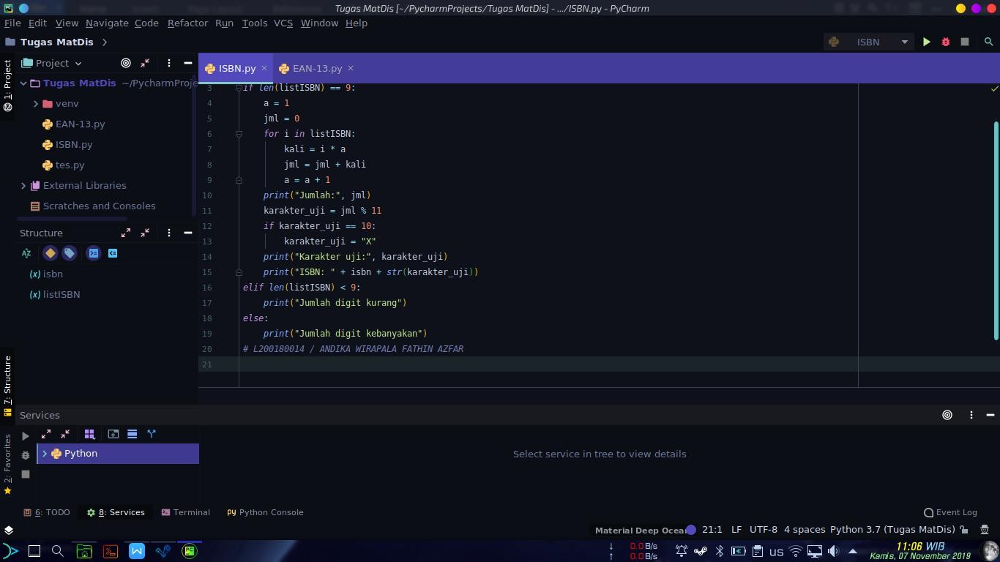 Tugas MatDis [~/PycharmProjects/Tugas MatDis] - .../ISBN.py - PyCharm
File Edit View Navigate Code Refactor Run Tools VCS Window Help
Tugas MatDis
ISBN
1: Project
Project
ISBN.py
EAN-13.py
Tugas MatDis ~/PycharmProje
venv
EAN-13.py
ISBN.py
tes.py
External Libraries
Scratches and Consoles
3 if len(listISBN) == 9:
4     a = 1
5     jml = 0
6     for i in listISBN:
7         kali = i * a
8         jml = jml + kali
9         a = a + 1
10     print("Jumlah:", jml)
11     karakter_uji = jml % 11
12     if karakter_uji == 10:
13         karakter_uji = "X"
14     print("Karakter uji:", karakter_uji)
15     print("ISBN: " + isbn + str(karakter_uji))
16 elif len(listISBN) < 9:
17     print("Jumlah digit kurang")
18 else:
19     print("Jumlah digit kebanyakan")
20 # L200180014 / ANDIKA WIRAPALA FATHIN AZFAR
21
Structure
AZ
(x) isbn
(x) listISBN
7: Structure
2: Favorites
Services
Python
Select service in tree to view details
6: TODO
8: Services
Terminal
Python Console
Event Log
Material Deep Ocea
21:1 LF UTF-8 4 spaces Python 3.7 (Tugas MatDis)
0.0 B/s
0.0 B/s
us
11:06 WIB
Kamis, 07 November 2019